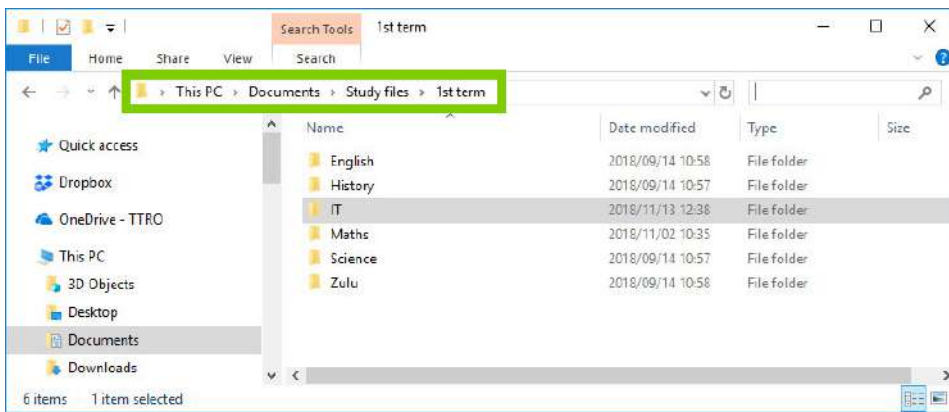 Search Tools 1st term
File Home Share View Search
This PC > Documents > Study files > 1st term
Name Date modified Type Size
Quick access
English 2018/09/14 10:58 File folder
Dropbox
History 2018/09/14 10:57 File folder
OneDrive - TTRO
IT 2018/11/13 12:38 File folder
Maths 2018/11/02 10:35 File folder
This PC
Science 2018/09/14 10:57 File folder
3D Objects
Zulu 2018/09/14 10:58 File folder
Desktop
Documents
Downloads
6 items 1 item selected